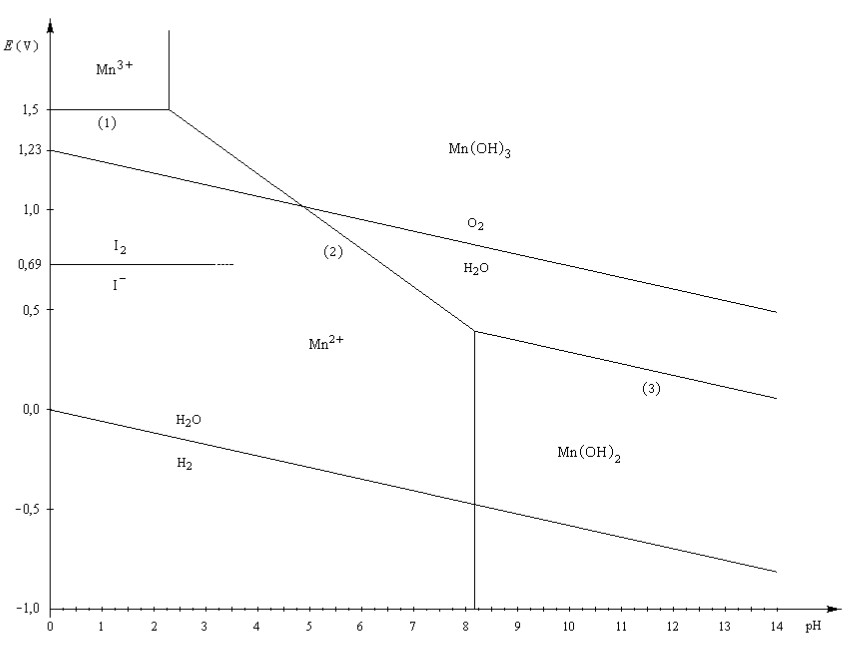 E(V)
Mn3+
1,5
(1)
Mn(OH)3
1,23
1,0
O2
I2
(2)
0,69
H2O
I-
0,5
Mn2+
(3)
0,0
H2O
Mn(OH)2
H2
-0,5
-1,0
0 1 2 3 4 5 6 7 8 9 10 11 12 13 14 pH